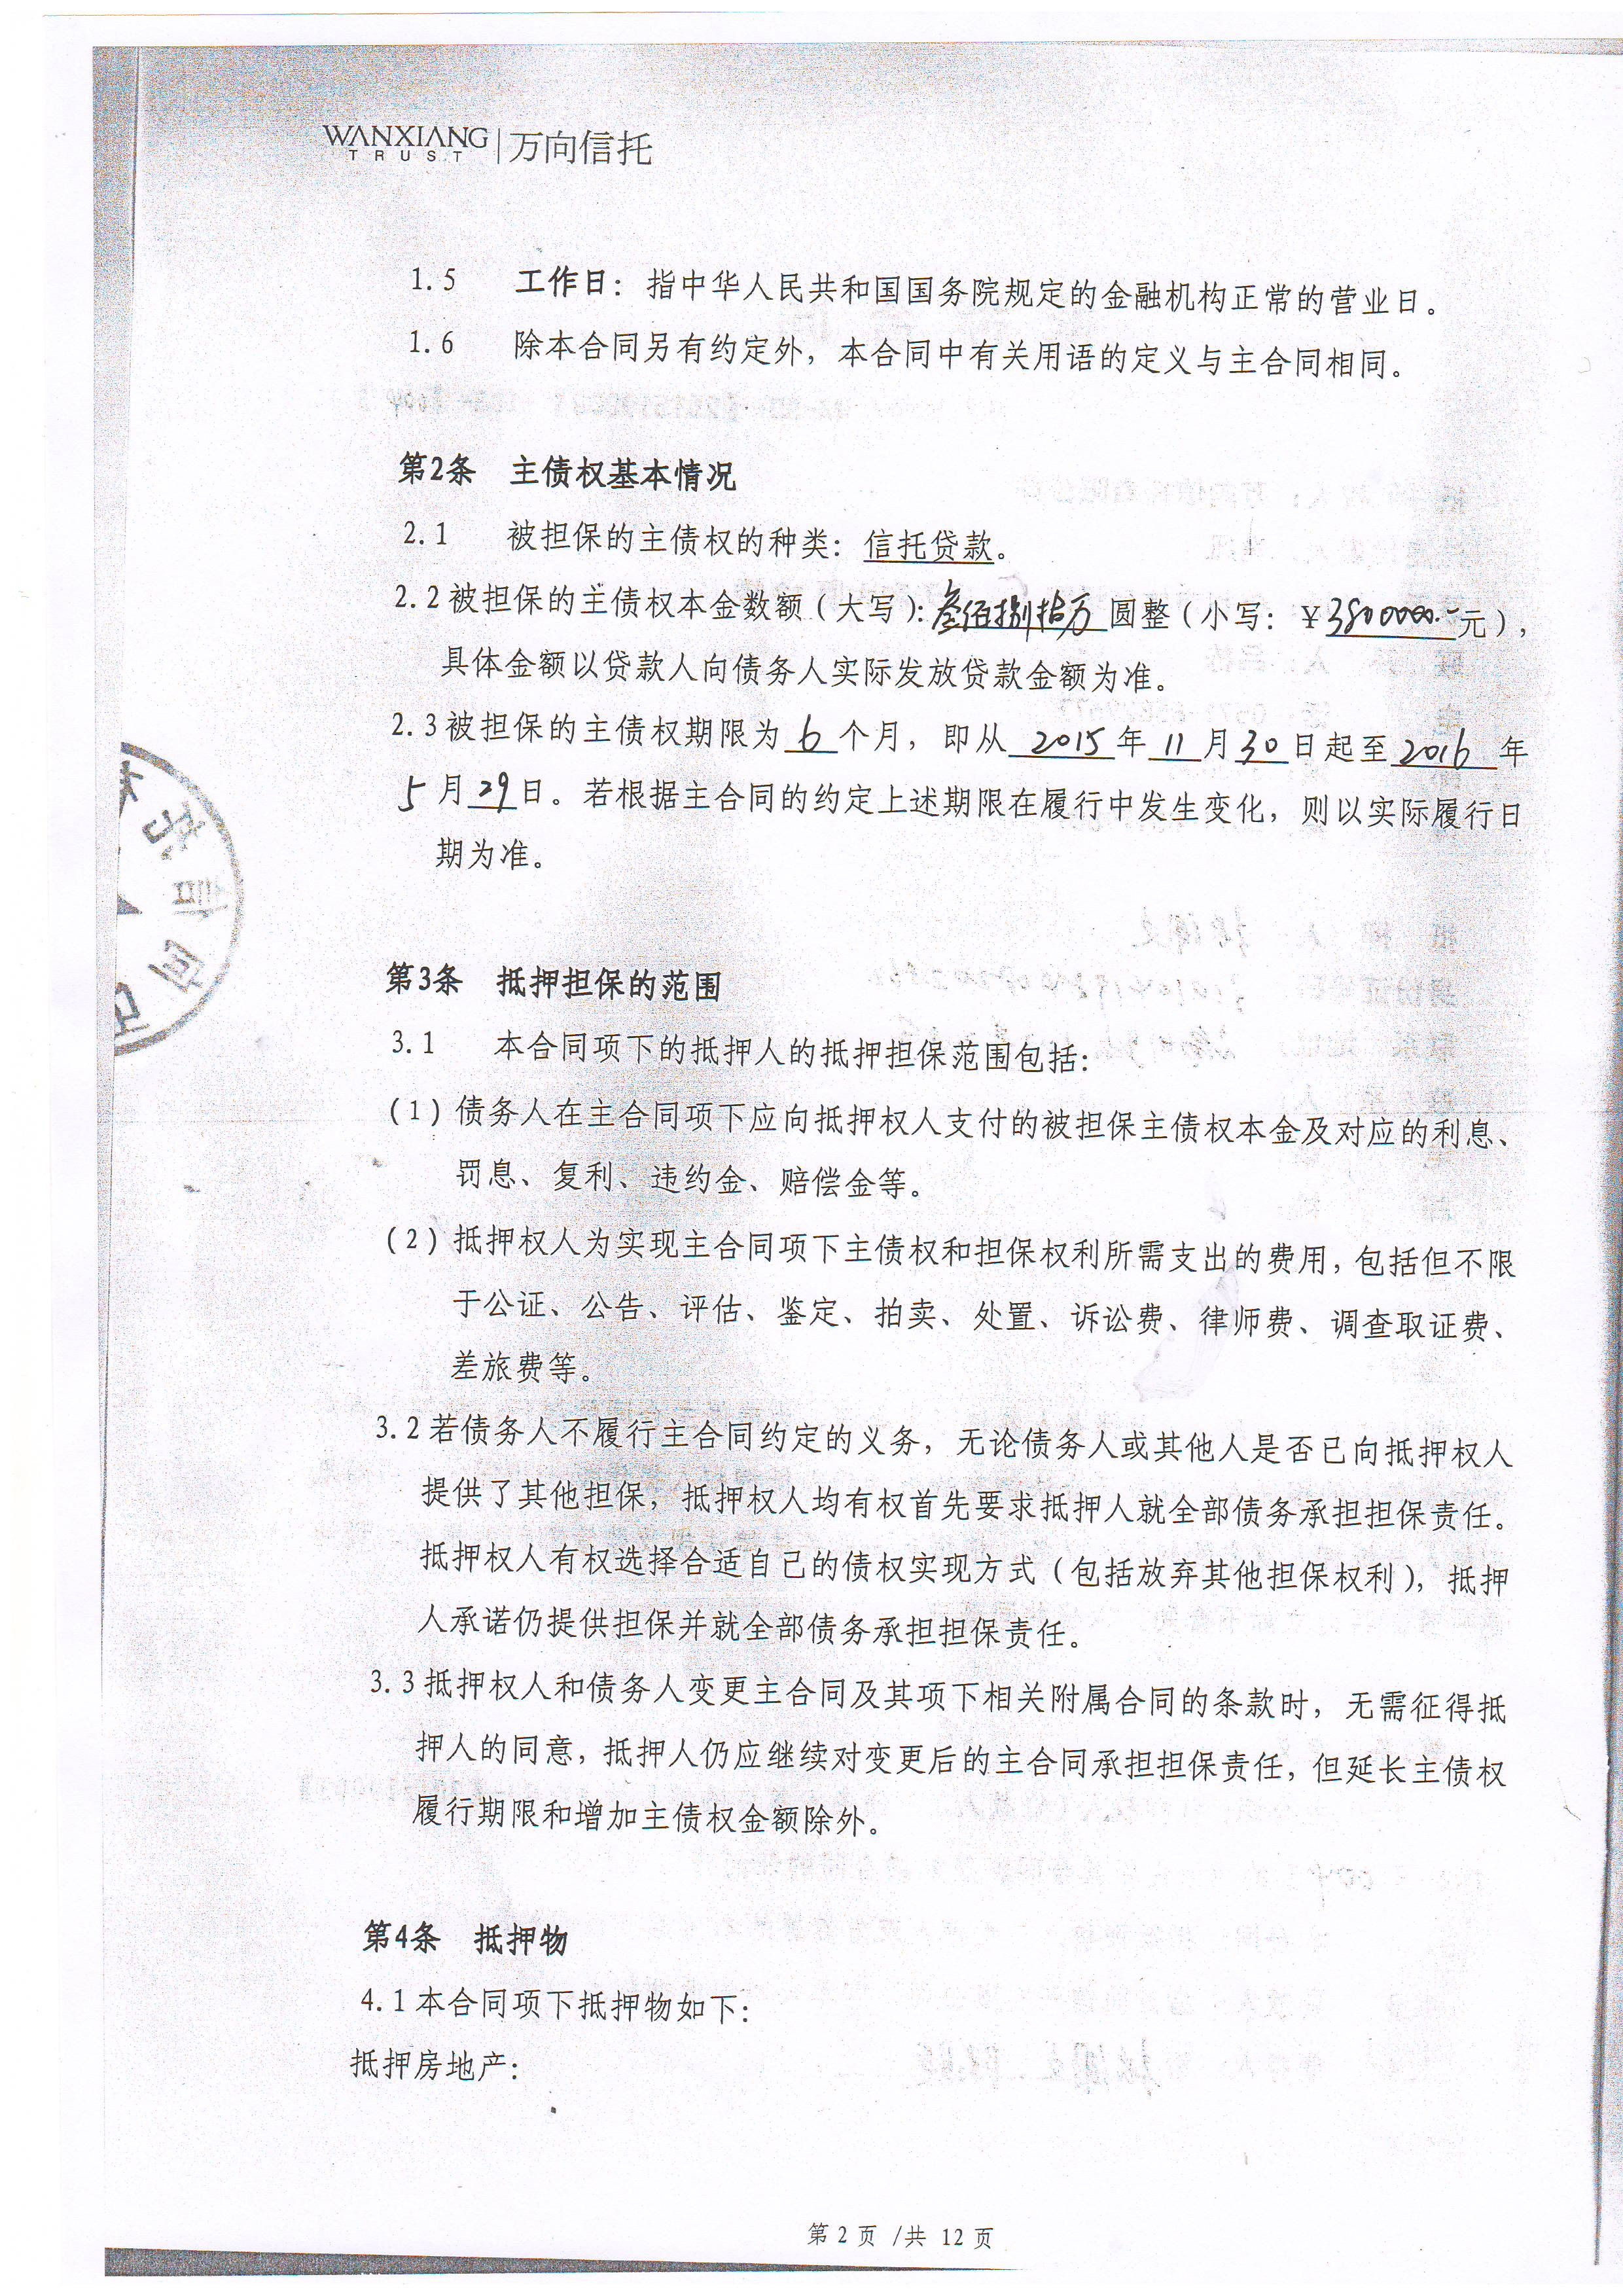 WANXIANG TRUST | 万向信托
1.5 工作日：指中华人民共和国国务院规定的金融机构正常的营业日。
1.6 除本合同另有约定外，本合同中有关用语的定义与主合同相同。
第2条 主债权基本情况
2.1 被担保的主债权的种类：信托贷款。
2.2 被担保的主债权本金数额（大写）：叁佰捌拾万圆整（小写：￥3800000.-元），
具体金额以贷款人向债务人实际发放贷款金额为准。
2.3 被担保的主债权期限为 6 个月，即从 2015 年 11 月 30 日起至 2016 年
5 月 29 日。若根据主合同的约定上述期限在履行中发生变化，则以实际履行日
期为准。
第3条 抵押担保的范围
3.1 本合同项下的抵押人的抵押担保范围包括：
（1）债务人在主合同项下应向抵押权人支付的被担保主债权本金及对应的利息、
罚息、复利、违约金、赔偿金等。
（2）抵押权人为实现主合同项下主债权和担保权利所需支出的费用，包括但不限
于公证、公告、评估、鉴定、拍卖、处置、诉讼费、律师费、调查取证费、
差旅费等。
3.2 若债务人不履行主合同约定的义务，无论债务人或其他人是否已向抵押权人
提供了其他担保，抵押权人均有权首先要求抵押人就全部债务承担担保责任。
抵押权人有权选择合适自己的债权实现方式（包括放弃其他担保权利），抵押
人承诺仍提供担保并就全部债务承担担保责任。
3.3 抵押权人和债务人变更主合同及其项下相关附属合同的条款时，无需征得抵
押人的同意，抵押人仍应继续对变更后的主合同承担担保责任，但延长主债权
履行期限和增加主债权金额除外。
第4条 抵押物
4.1 本合同项下抵押物如下：
抵押房地产：
第 2 页 /共 12 页